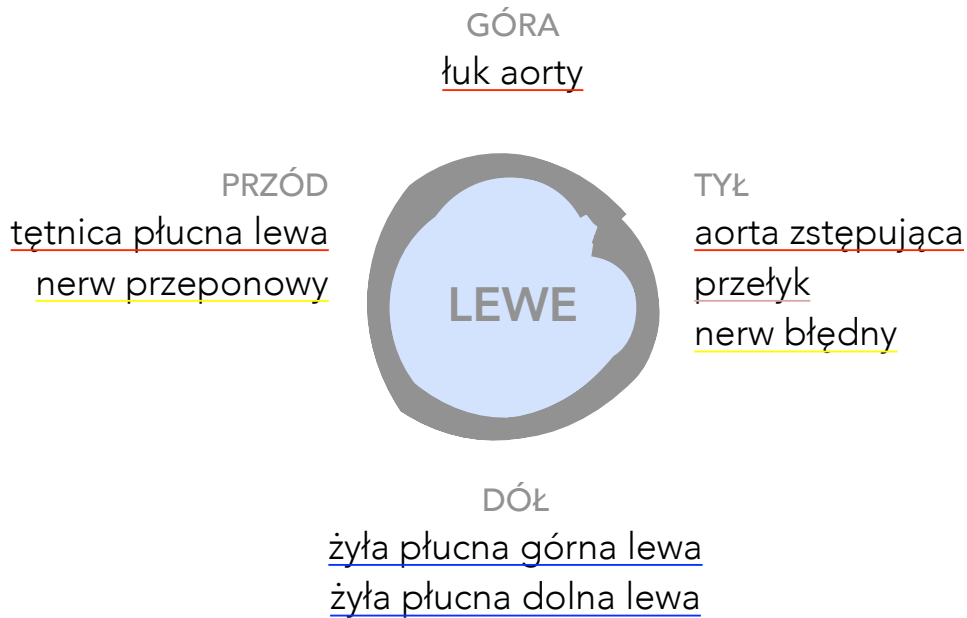 GÓRA
łuk aorty
PRZÓD
tętnica płucna lewa
nerw przeponowy
TYŁ
aorta zstępująca
przełyk
nerw błędny
LEWE
DÓŁ
żyła płucna górna lewa
żyła płucna dolna lewa